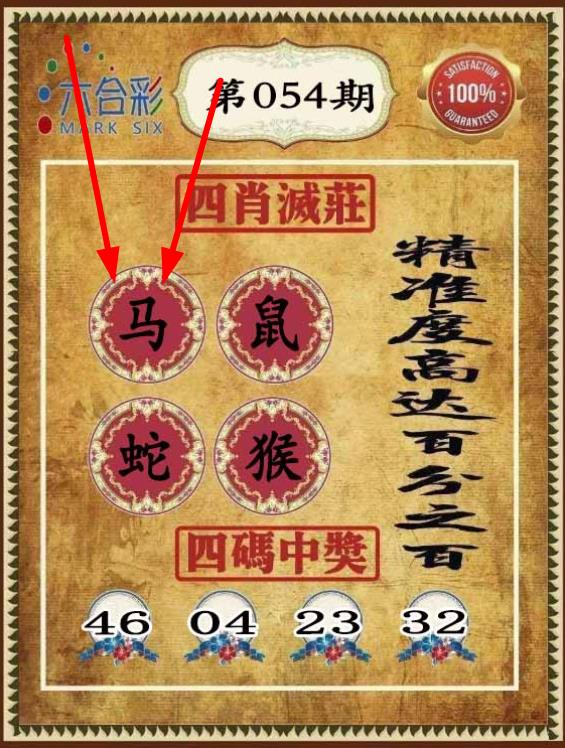 六合彩
MARK SIX
第054期
SATISFACTION
100%
GUARANTEED
四肖滅莊
马
鼠
蛇
猴
精准度高达百分之百
四碼中獎
46 04 23 32